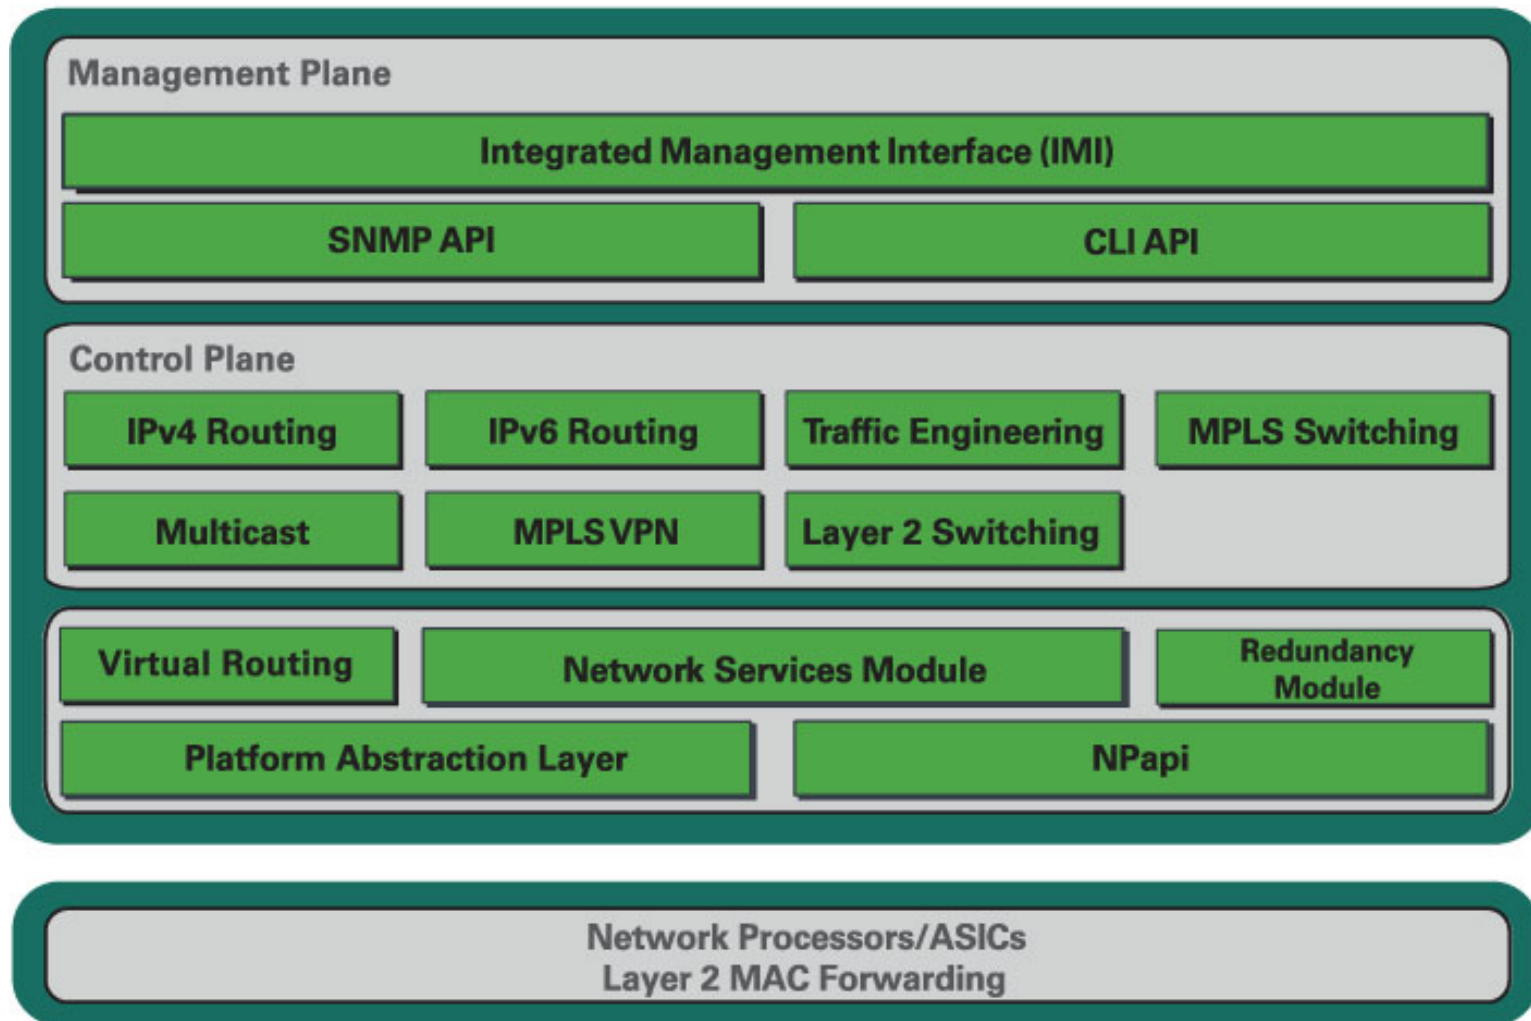 Management Plane
Integrated Management Interface (IMI)
SNMP API
CLI API
Control Plane
IPv4 Routing
IPv6 Routing
Traffic Engineering
MPLS Switching
Multicast
MPLS VPN
Layer 2 Switching
Virtual Routing
Network Services Module
Redundancy
Module
Platform Abstraction Layer
NPapi
Network Processors/ASICs
Layer 2 MAC Forwarding